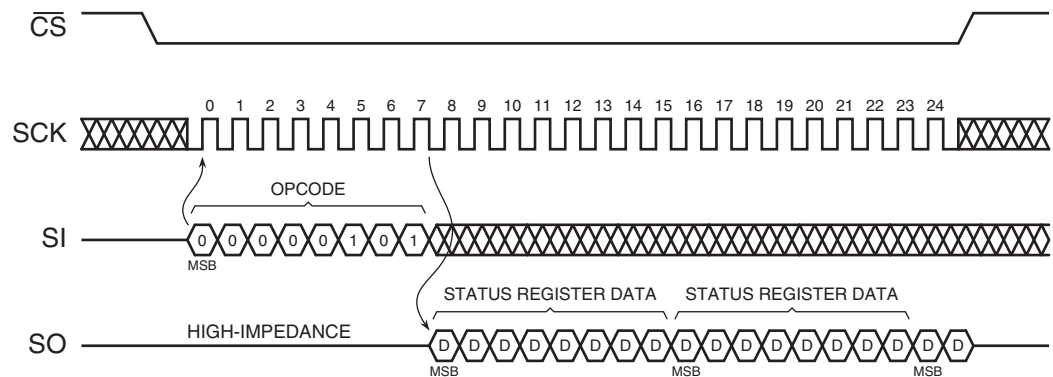 CS
0 1 2 3 4 5 6 7 8 9 10 11 12 13 14 15 16 17 18 19 20 21 22 23 24
SCK
OPCODE
SI 0 0 0 0 0 1 0 1
MSB
STATUS REGISTER DATA STATUS REGISTER DATA
SO HIGH-IMPEDANCE D D D D D D D D D D D D D D D D D D
MSB MSB MSB